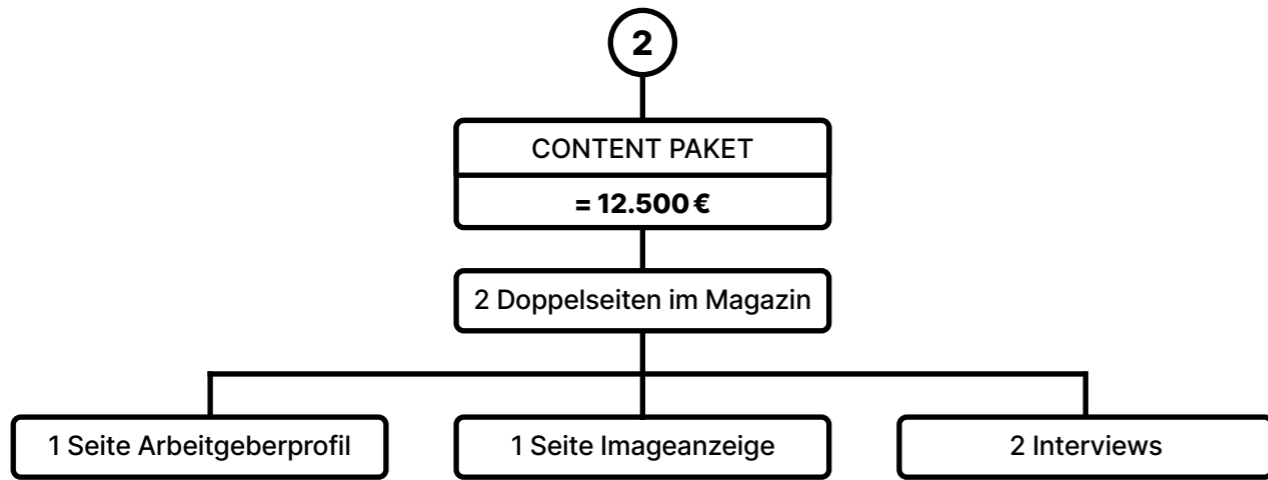 2
CONTENT PAKET
= 12.500 €
2 Doppelseiten im Magazin
1 Seite Arbeitgeberprofil
1 Seite Imageanzeige
2 Interviews